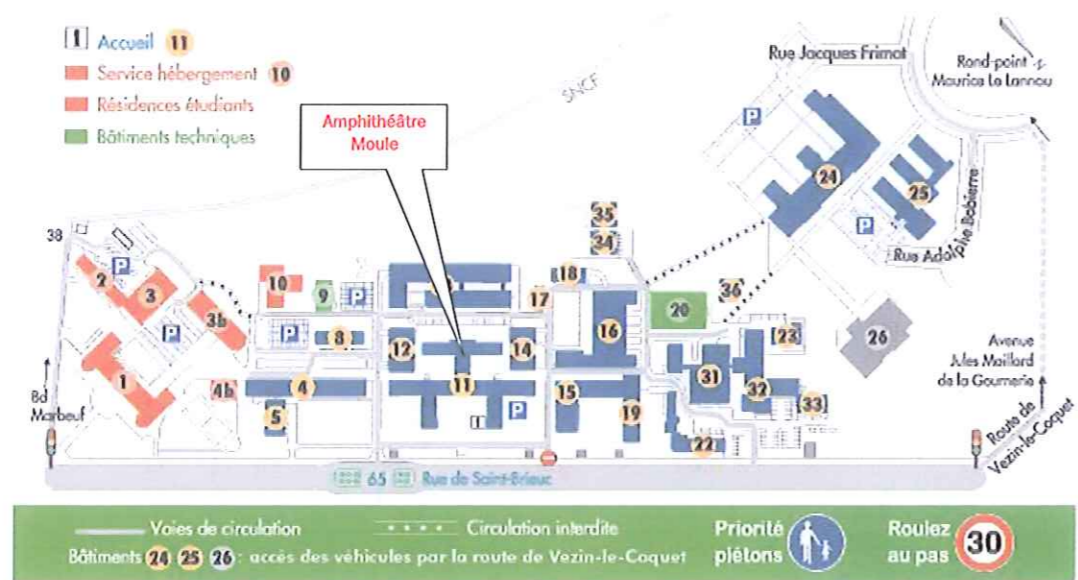 1 Accueil 11
Service hébergement 10
Résidences étudiants
Bâtiments techniques
Amphithéâtre
Moule
SNCF
Rue Jacques Frimot
Rond-point
Maurice Le Lannou
N
P
24
25
P
Rue Adolphe Bobierre
35
34
38
2
P
3
3b
10
9
P
18
17
16
20
36
23
26
Avenue
Jules Maillard
de la Gournerie
P
P
8
12
14
1
4b
4
11
15
31
32
Bd
Marbeuf
5
P
1
19
33
22
Route de
Vezin-le-Coquet
65 Rue de Saint-Brieuc
Voies de circulation
Circulation interdite
Bâtiments 24 25 26 : accès des véhicules par la route de Vezin-le-Coquet
Priorité
piétons
Roulez
au pas
30